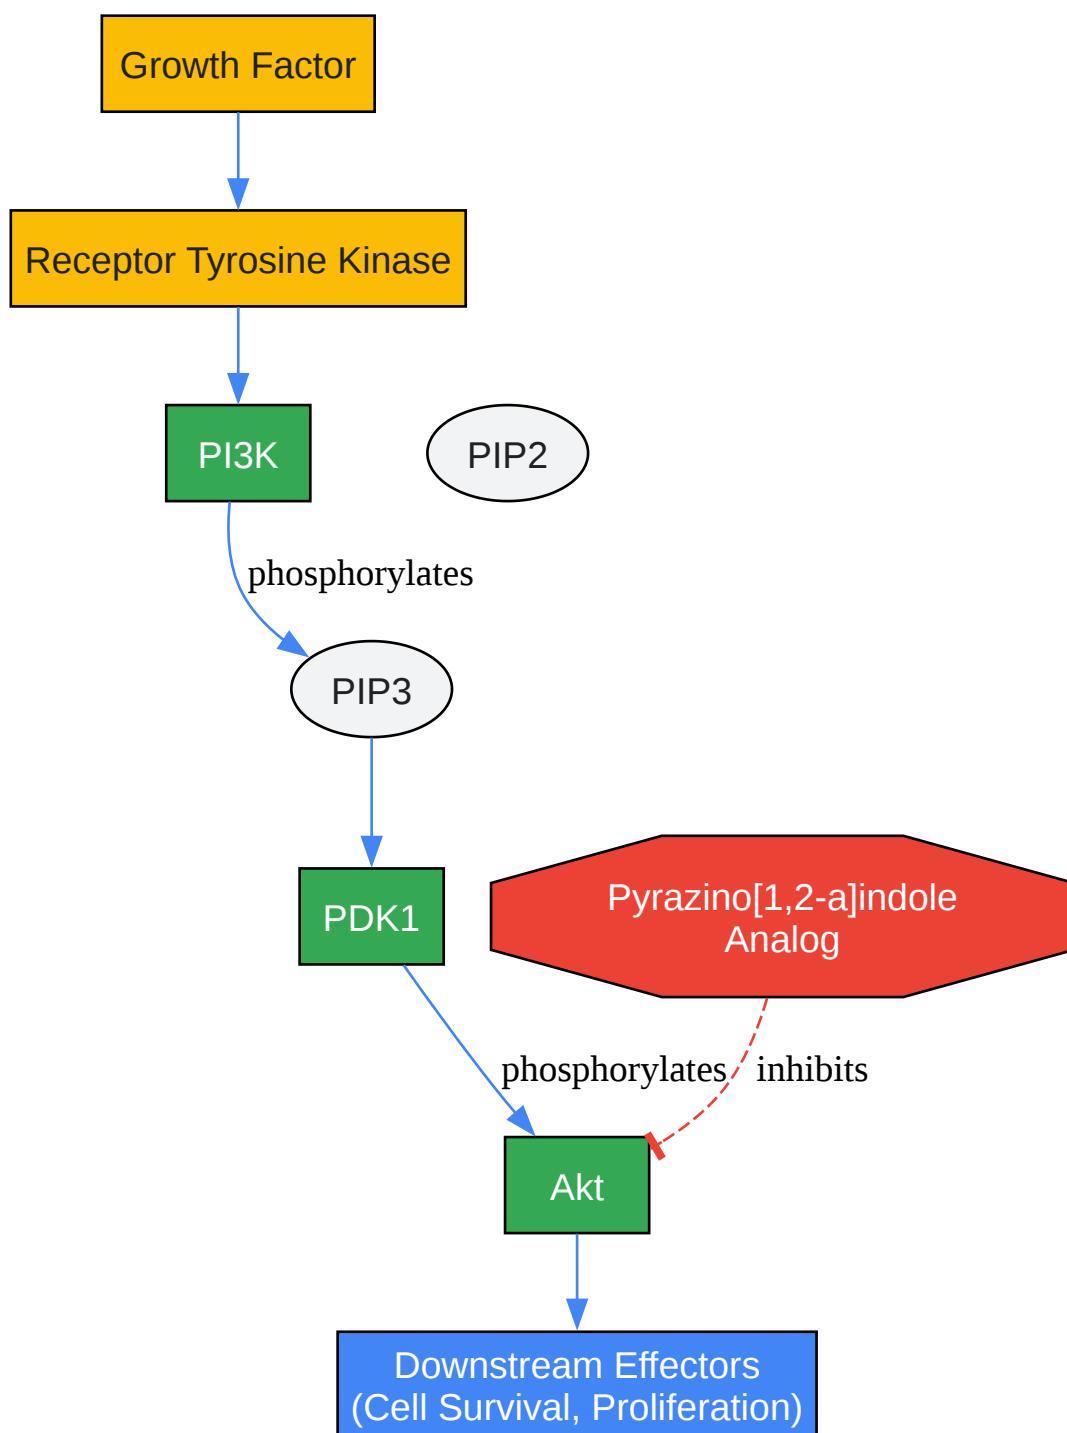 Growth Factor
Receptor Tyrosine Kinase
PI3K
PIP2
phosphorylates
PIP3
PDK1
Pyrazino[1,2-a]indole
Analog
phosphorylates
inhibits
Akt
Downstream Effectors
(Cell Survival, Proliferation)